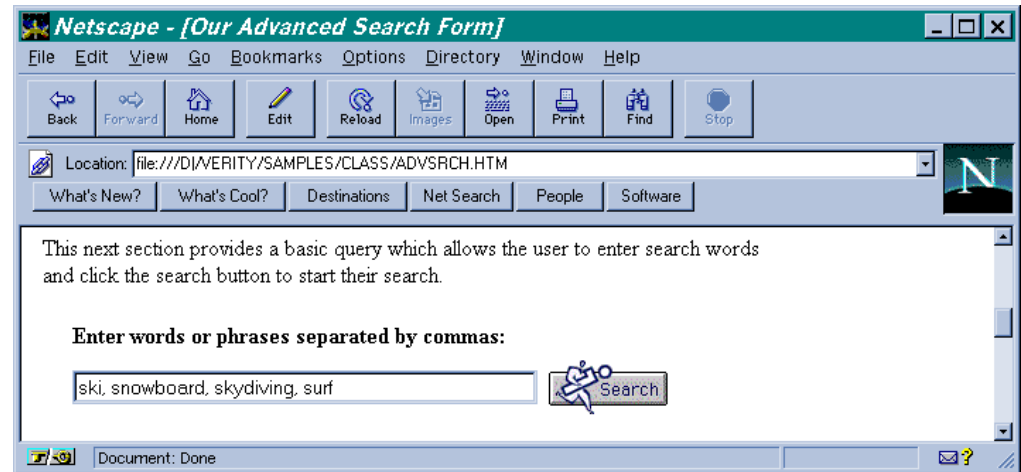 Netscape - [Our Advanced Search Form]
File Edit View Go Bookmarks Options Directory Window Help
Back Forward Home Edit Reload Images Open Print Find Stop
Location: file:///D|/VERITY/SAMPLES/CLASS/ADVSRCH.HTM
N
What's New? What's Cool? Destinations Net Search People Software
This next section provides a basic query which allows the user to enter search words
and click the search button to start their search.
Enter words or phrases separated by commas:
ski, snowboard, skydiving, surf
Search
Document: Done
?